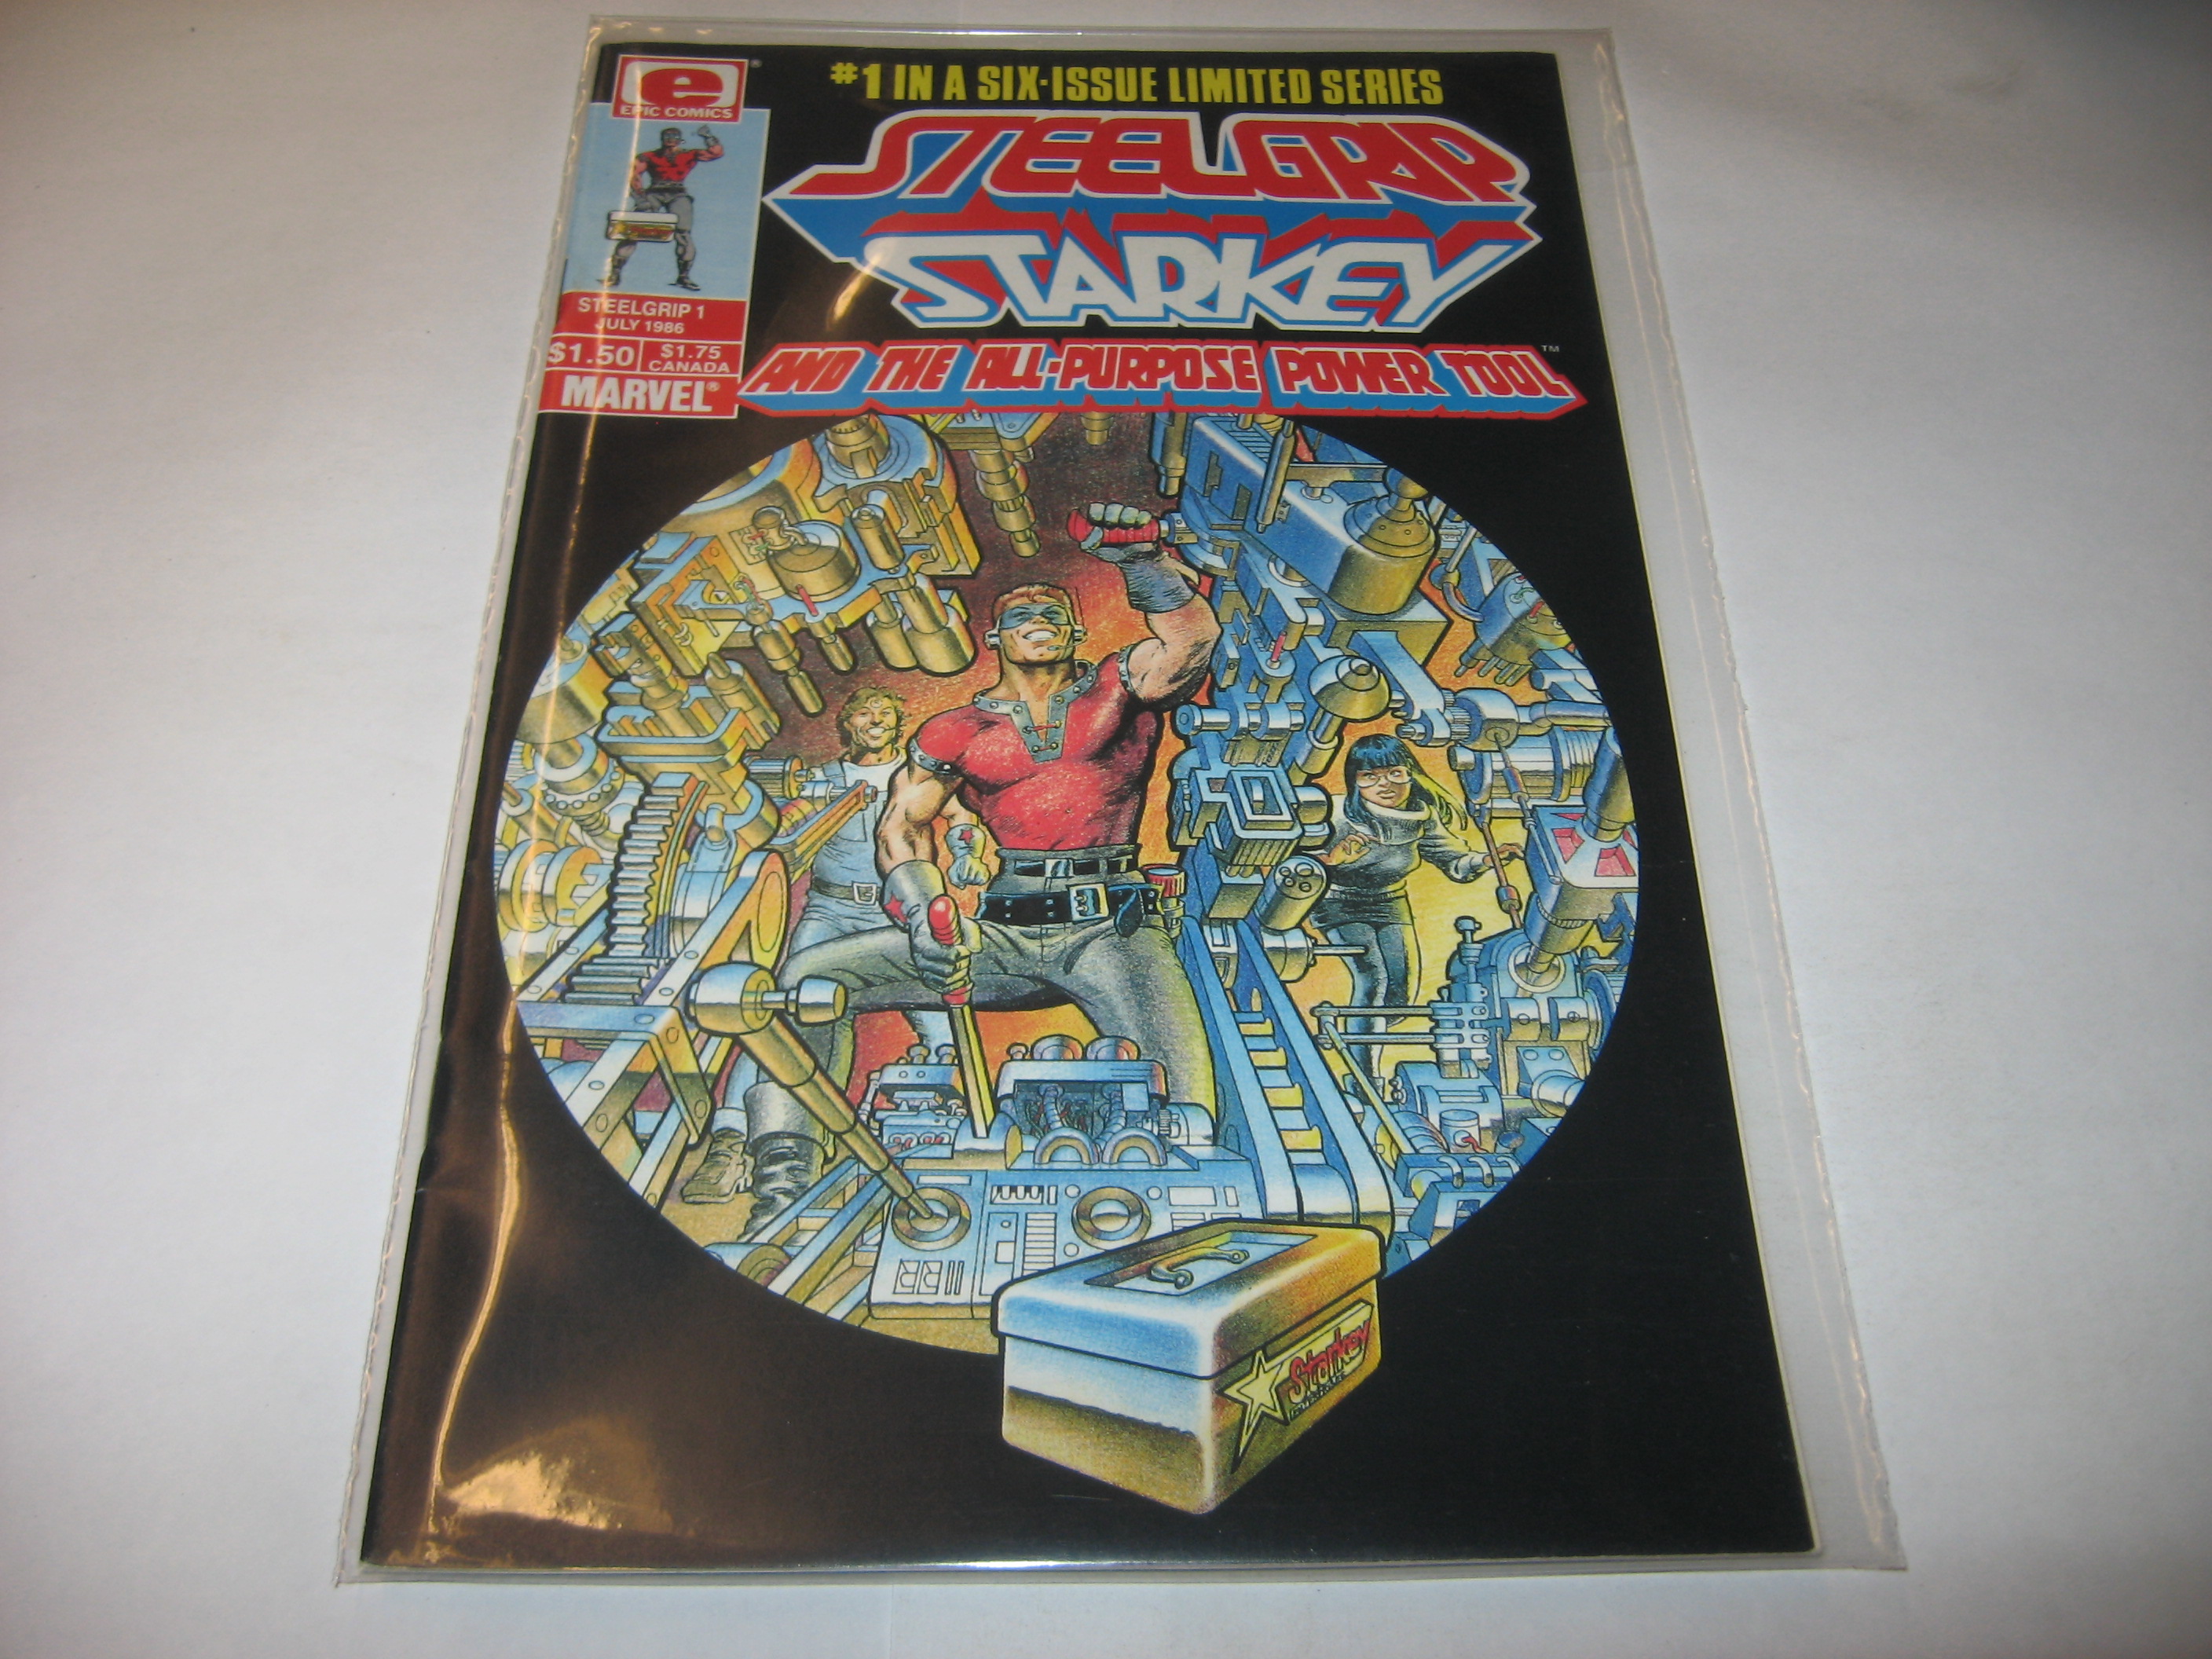 #1 IN A SIX-ISSUE LIMITED SERIES
e ®
EPIC COMICS
STEELGRIP
STARKEY
AND THE ALL-PURPOSE POWER TOOL™
STEELGRIP 1
JULY 1986
$1.50
$1.75
CANADA
MARVEL®
Starkey